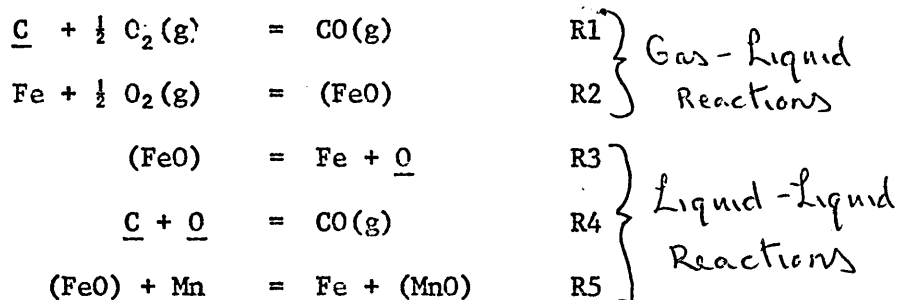 C + ½ O₂(g) = CO(g) R1
Fe + ½ O₂(g) = (FeO) R2
Gas-Liquid
Reactions
(FeO) = Fe + O R3
C + O = CO(g) R4
(FeO) + Mn = Fe + (MnO) R5
Liquid-Liquid
Reactions